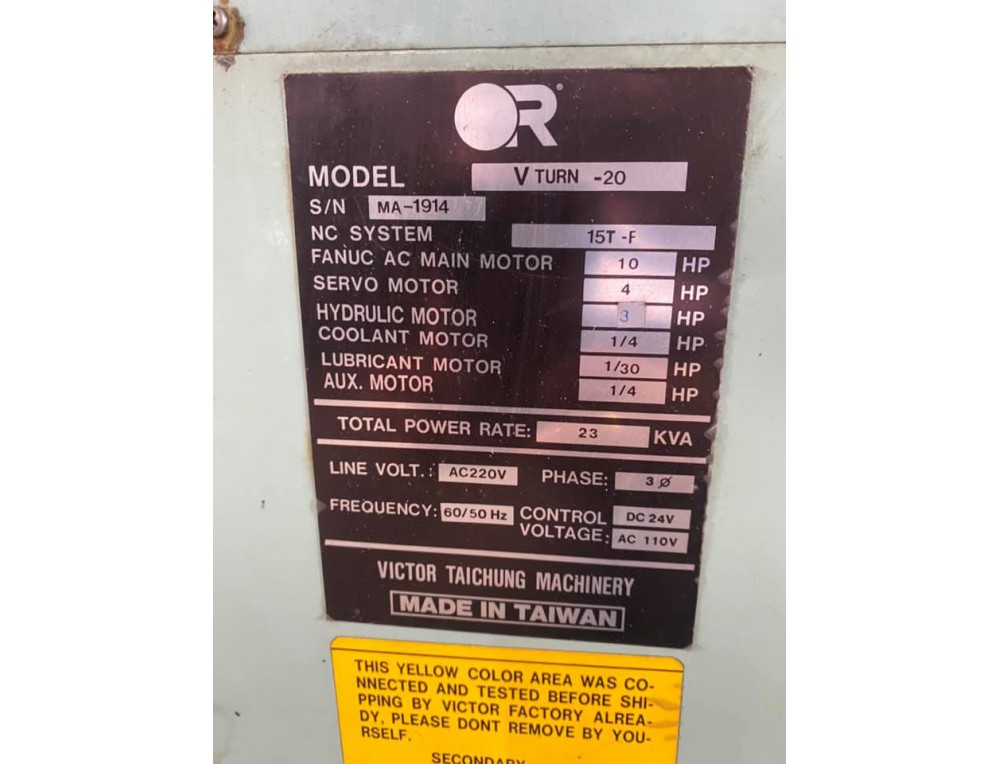 R®
MODEL V TURN -20
S/N MA-1914
NC SYSTEM 15T -F
FANUC AC MAIN MOTOR 10 HP
SERVO MOTOR 4 HP
HYDRULIC MOTOR 3 HP
COOLANT MOTOR 1/4 HP
LUBRICANT MOTOR 1/30 HP
AUX. MOTOR 1/4 HP
TOTAL POWER RATE: 23 KVA
LINE VOLT.: AC220V PHASE: 3 Ø
FREQUENCY: 60/50 Hz CONTROL DC 24V
VOLTAGE: AC 110V
VICTOR TAICHUNG MACHINERY
MADE IN TAIWAN
THIS YELLOW COLOR AREA WAS CO-
NNECTED AND TESTED BEFORE SHI-
PPING BY VICTOR FACTORY ALREA-
DY, PLEASE DONT REMOVE BY YOU-
RSELF.
SECONDARY